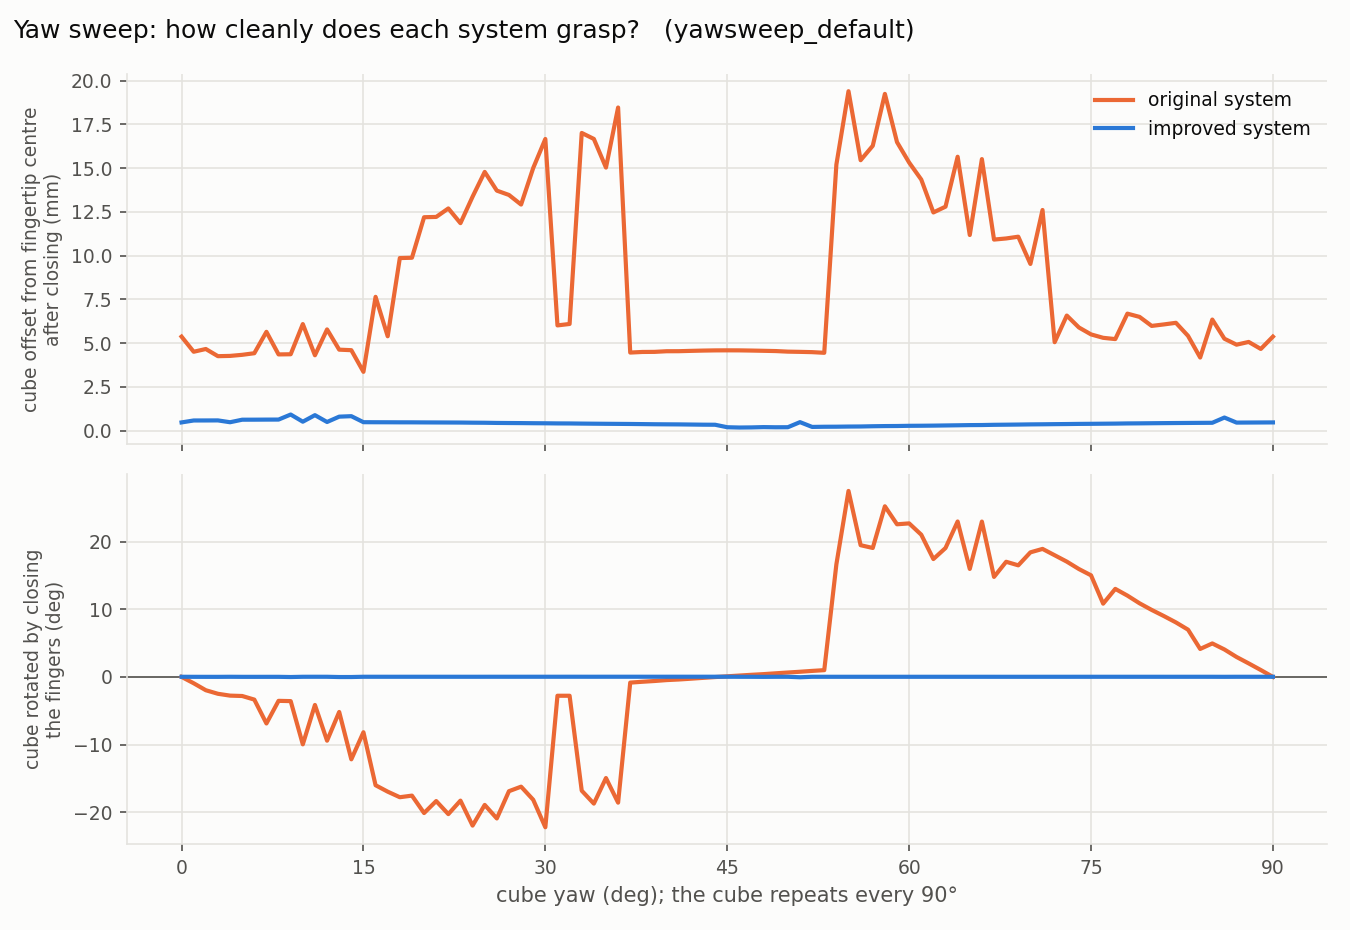 Yaw sweep: how cleanly does each system grasp?   (yawsweep_default)
cube offset from fingertip centre
after closing (mm)
20.0
17.5
15.0
12.5
10.0
7.5
5.0
2.5
0.0
original system
improved system
cube rotated by closing
the fingers (deg)
20
10
0
−10
−20
0
15
30
45
60
75
90
cube yaw (deg); the cube repeats every 90°